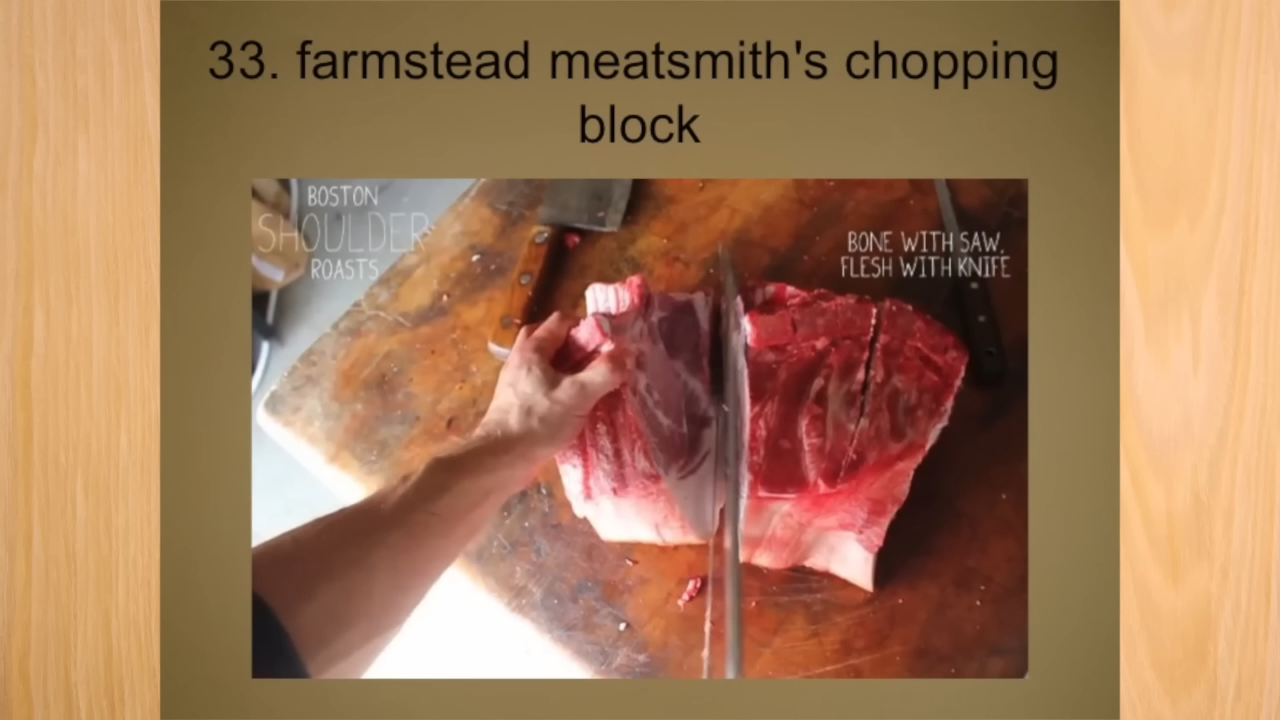 33. farmstead meatsmith's chopping
block
BOSTON
SHOULDER
ROASTS
BONE WITH SAW,
FLESH WITH KNIFE